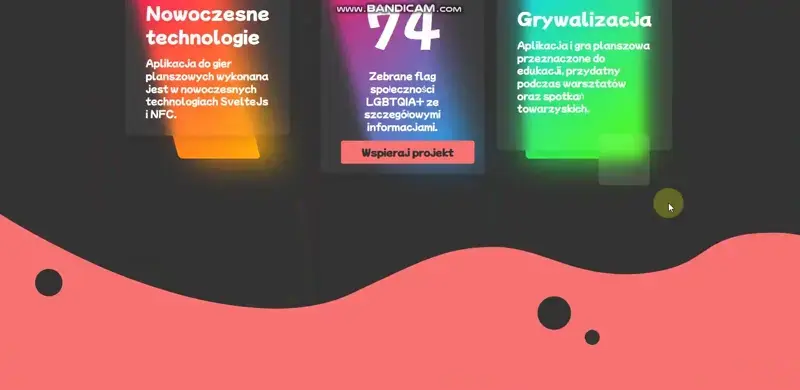 www.BANDICAM.com
Nowoczesne
technologie
Aplikacja do gier
planszowych wykonana
jest w nowoczesnych
technologiach SvelteJs
i NFC.
74
Zebrane flag
społeczności
LGBTQIA+ ze
szczegółowymi
informacjami.
Wspieraj projekt
Grywalizacja
Aplikacja i gra planszowa
przeznaczone do
edukacji, przydatny
podczas warsztatów
oraz spotkań
towarzyskich.